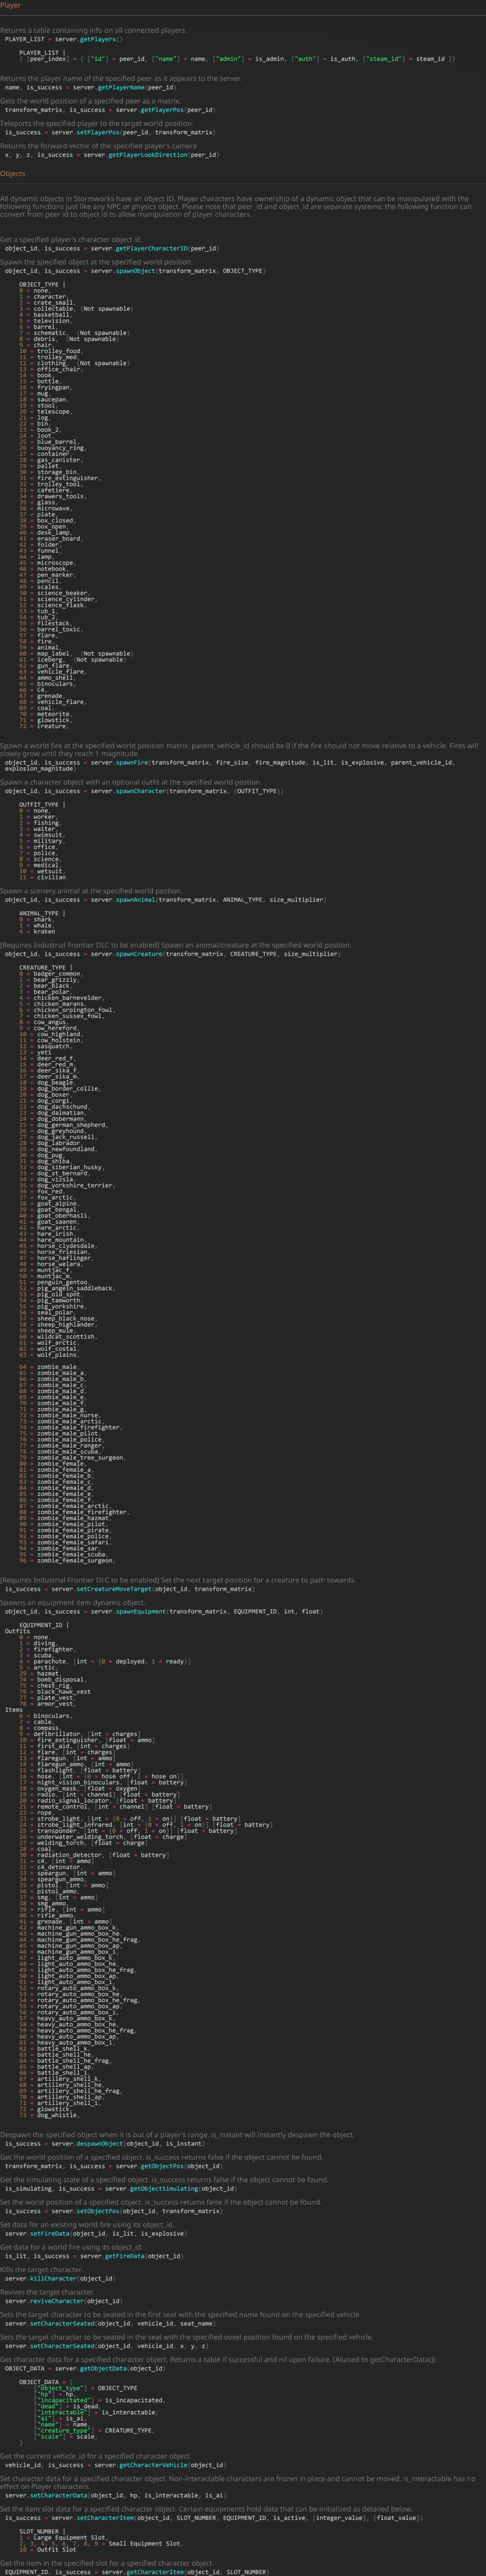 Player
Returns a table containing info on all connected players.
PLAYER_LIST = server.getPlayers()
PLAYER_LIST |
{ [peer_index] = { ["id"] = peer_id, ["name"] = name, ["admin"] = is_admin, ["auth"] = is_auth, ["steam_id"] = steam_id })
Returns the player name of the specified peer as it appears to the server.
name, is_success = server.getPlayerName(peer_id)
Gets the world position of a specified peer as a matrix.
transform_matrix, is_success = server.getPlayerPos(peer_id)
Teleports the specified player to the target world position.
is_success = server.setPlayerPos(peer_id, transform_matrix)
Returns the forward vector of the specified player's camera
x, y, z, is_success = server.getPlayerLookDirection(peer_id)
Objects
All dynamic objects in Stormworks have an object ID, Player characters have ownership of a dynamic object that can be manipulated with the
following functions just like any NPC or physics object. Please note that peer_id and object_id are separate systems; the following function can
convert from peer id to object id to allow manipulation of player characters.
Get a specified player's character object id.
object_id, is_success = server.getPlayerCharacterID(peer_id)
Spawn the specified object at the specified world position.
object_id, is_success = server.spawnObject(transform_matrix, OBJECT_TYPE)
OBJECT_TYPE |
0 = none,
1 = character,
2 = crate_small,
3 = collectable, (Not spawnable)
4 = basketball,
5 = television,
6 = barrel,
7 = schematic, (Not spawnable)
8 = debris, (Not spawnable)
9 = chair,
10 = trolley_food,
11 = trolley_med,
12 = clothing, (Not spawnable)
13 = office_chair,
14 = book,
15 = bottle,
16 = fryingpan,
17 = mug,
18 = saucepan,
19 = stool,
20 = telescope,
21 = log,
22 = bin,
23 = book_2,
24 = loot,
25 = blue_barrel,
26 = buoyancy_ring,
27 = container,
28 = gas_canister,
29 = pallet,
30 = storage_bin,
31 = fire_extinguisher,
32 = trolley_tool,
33 = cafetiere,
34 = drawers_tools,
35 = glass,
36 = microwave,
37 = plate,
38 = box_closed,
39 = box_open,
40 = desk_lamp,
41 = eraser_board,
42 = folder,
43 = funnel,
44 = lamp,
45 = microscope,
46 = notebook,
47 = pen_marker,
48 = pencil,
49 = scales,
50 = science_beaker,
51 = science_cylinder,
52 = science_flask,
53 = tub_1,
54 = tub_2,
55 = filestack,
56 = barrel_toxic,
57 = flare,
58 = fire,
59 = animal,
60 = map_label, (Not spawnable)
61 = iceberg, (Not spawnable)
62 = gun_flare,
63 = vehicle_flare,
64 = ammo_shell,
65 = binoculars,
66 = C4,
67 = grenade,
68 = vehicle_flare,
69 = coal,
70 = meteorite,
71 = glowstick,
72 = creature,
Spawn a world fire at the specified world position matrix. parent_vehicle_id should be 0 if the fire should not move relative to a vehicle. Fires will
slowly grow until they reach 1 magnitude.
object_id, is_success = server.spawnFire(transform_matrix, fire_size, fire_magnitude, is_lit, is_explosive, parent_vehicle_id,
explosion_magnitude)
Spawn a character object with an optional outfit at the specified world postion.
object_id, is_success = server.spawnCharacter(transform_matrix, (OUTFIT_TYPE))
OUTFIT_TYPE |
0 = none,
1 = worker,
2 = fishing,
3 = waiter,
4 = swimsuit,
5 = military,
6 = office,
7 = police,
8 = science,
9 = medical,
10 = wetsuit,
11 = civilian
Spawn a scenery animal at the specified world postion.
object_id, is_success = server.spawnAnimal(transform_matrix, ANIMAL_TYPE, size_multiplier)
ANIMAL_TYPE |
0 = shark,
1 = whale,
4 = kraken
[Requires Industrial Frontier DLC to be enabled] Spawn an animal/creature at the specified world postion.
object_id, is_success = server.spawnCreature(transform_matrix, CREATURE_TYPE, size_multiplier)
CREATURE_TYPE |
0 = badger_common,
1 = bear_grizzly,
2 = bear_black,
3 = bear_polar,
4 = chicken_barnevelder,
5 = chicken_marans,
6 = chicken_orpington_fowl,
7 = chicken_sussex_fowl,
8 = cow_angus,
9 = cow_hereford,
10 = cow_highland,
11 = cow_holstein,
12 = sasquatch,
13 = yeti
14 = deer_red_f,
15 = deer_red_m,
16 = deer_sika_f,
17 = deer_sika_m,
18 = dog_beagle,
19 = dog_border_collie,
20 = dog_boxer,
21 = dog_corgi,
22 = dog_dachschund,
23 = dog_dalmatian,
24 = dog_dobermann,
25 = dog_german_shepherd,
26 = dog_greyhound,
27 = dog_jack_russell,
28 = dog_labrador,
29 = dog_newfoundland,
30 = dog_pug,
31 = dog_shiba,
32 = dog_siberian_husky,
33 = dog_st_bernard,
34 = dog_vizsla,
35 = dog_yorkshire_terrier,
36 = fox_red,
37 = fox_arctic,
38 = goat_alpine,
39 = goat_bengal,
40 = goat_oberhasli,
41 = goat_saanen,
42 = hare_arctic,
43 = hare_irish,
44 = hare_mountain,
45 = horse_clydesdale,
46 = horse_friesian,
47 = horse_haflinger,
48 = horse_welara,
49 = muntjac_f,
50 = muntjac_m,
51 = penguin_gentoo,
52 = pig_angeln_saddleback,
53 = pig_old_spot,
54 = pig_tamworth,
55 = pig_yorkshire,
56 = seal_polar,
57 = sheep_black_nose,
58 = sheep_highlander,
59 = sheep_mule,
60 = wildcat_scottish,
61 = wolf_arctic,
62 = wolf_costal,
63 = wolf_plains,
64 = zombie_male,
65 = zombie_male_a,
66 = zombie_male_b,
67 = zombie_male_c,
68 = zombie_male_d,
69 = zombie_male_e,
70 = zombie_male_f,
71 = zombie_male_g,
72 = zombie_male_nurse,
73 = zombie_male_arctic,
74 = zombie_male_firefighter,
75 = zombie_male_pilot,
76 = zombie_male_police,
77 = zombie_male_ranger,
78 = zombie_male_scuba,
79 = zombie_male_tree_surgeon,
80 = zombie_female,
81 = zombie_female_a,
82 = zombie_female_b,
83 = zombie_female_c,
84 = zombie_female_d,
85 = zombie_female_e,
86 = zombie_female_f,
87 = zombie_female_arctic,
88 = zombie_female_firefighter,
89 = zombie_female_hazmat,
90 = zombie_female_pilot,
91 = zombie_female_pirate,
92 = zombie_female_police,
93 = zombie_female_safari,
94 = zombie_female_sar,
95 = zombie_female_scuba,
96 = zombie_female_surgeon,
[Requires Industrial Frontier DLC to be enabled] Set the next target position for a creature to path towards.
is_success = server.setCreatureMoveTarget(object_id, transform_matrix)
Spawns an equipment item dynamic object.
object_id, is_success = server.spawnEquipment(transform_matrix, EQUIPMENT_ID, int, float)
EQUIPMENT_ID |
Outfits
0 = none,
1 = diving,
2 = firefighter,
3 = scuba,
4 = parachute, [int = {0 = deployed, 1 = ready}]
5 = arctic,
29 = hazmat,
74 = bomb_disposal,
75 = chest_rig,
76 = black_hawk_vest
77 = plate_vest,
78 = armor_vest,
Items
6 = binoculars,
7 = cable,
8 = compass,
9 = defibrillator, [int = charges]
10 = fire_extinguisher, [float = ammo]
11 = first_aid, [int = charges]
12 = flare, [int = charges]
13 = flaregun, [int = ammo]
14 = flaregun_ammo, [int = ammo]
15 = flashlight, [float = battery]
16 = hose, [int = {0 = hose off, 1 = hose on}]
17 = night_vision_binoculars, [float = battery]
18 = oxygen_mask, [float = oxygen]
19 = radio, [int = channel] [float = battery]
20 = radio_signal_locator, [float = battery]
21 = remote_control, [int = channel] [float = battery]
22 = rope,
23 = strobe_light, [int = {0 = off, 1 = on}] [float = battery]
24 = strobe_light_infrared, [int = {0 = off, 1 = on}] [float = battery]
25 = transponder, [int = {0 = off, 1 = on}] [float = battery]
26 = underwater_welding_torch, [float = charge]
27 = welding_torch, [float = charge]
28 = coal,
30 = radiation_detector, [float = battery]
31 = c4, [int = ammo]
32 = c4_detonator,
33 = speargun, [int = ammo]
34 = speargun_ammo,
35 = pistol, [int = ammo]
36 = pistol_ammo,
37 = smg, [int = ammo]
38 = smg_ammo,
39 = rifle, [int = ammo]
40 = rifle_ammo,
41 = grenade, [int = ammo]
42 = machine_gun_ammo_box_k,
43 = machine_gun_ammo_box_he,
44 = machine_gun_ammo_box_he_frag,
45 = machine_gun_ammo_box_ap,
46 = machine_gun_ammo_box_i,
47 = light_auto_ammo_box_k,
48 = light_auto_ammo_box_he,
49 = light_auto_ammo_box_he_frag,
50 = light_auto_ammo_box_ap,
51 = light_auto_ammo_box_i,
52 = rotary_auto_ammo_box_k,
53 = rotary_auto_ammo_box_he,
54 = rotary_auto_ammo_box_he_frag,
55 = rotary_auto_ammo_box_ap,
56 = rotary_auto_ammo_box_i,
57 = heavy_auto_ammo_box_k,
58 = heavy_auto_ammo_box_he,
59 = heavy_auto_ammo_box_he_frag,
60 = heavy_auto_ammo_box_ap,
61 = heavy_auto_ammo_box_i,
62 = battle_shell_k,
63 = battle_shell_he,
64 = battle_shell_he_frag,
65 = battle_shell_ap,
66 = battle_shell_i,
67 = artillery_shell_k,
68 = artillery_shell_he,
69 = artillery_shell_he_frag,
70 = artillery_shell_ap,
71 = artillery_shell_i,
72 = glowstick,
73 = dog_whistle,
Despawn the specified object when it is out of a player's range. is_instant will instantly despawn the object.
is_success = server.despawnObject(object_id, is_instant)
Get the world position of a specified object. is_success returns false if the object cannot be found.
transform_matrix, is_success = server.getObjectPos(object_id)
Get the simulating state of a specified object. is_success returns false if the object cannot be found.
is_simulating, is_success = server.getObjectSimulating(object_id)
Set the world position of a specified object. is_success returns false if the object cannot be found.
is_success = server.setObjectPos(object_id, transform_matrix)
Set data for an existing world fire using its object_id.
server.setFireData(object_id, is_lit, is_explosive)
Get data for a world fire using its object_id.
is_lit, is_success = server.getFireData(object_id)
Kills the target character.
server.killCharacter(object_id)
Revives the target character.
server.reviveCharacter(object_id)
Sets the target character to be seated in the first seat with the specified name found on the specified vehicle.
server.setCharacterSeated(object_id, vehicle_id, seat_name)
Sets the target character to be seated in the seat with the specified voxel position found on the specified vehicle.
server.setCharacterSeated(object_id, vehicle_id, x, y, z)
Get character data for a specified character object. Returns a table if successful and nil upon failure. (Aliased to getCharacterData())
OBJECT_DATA = server.getObjectData(object_id)
OBJECT_DATA = {
["object_type"] = OBJECT_TYPE
["hp"] = hp,
["incapacitated"] = is_incapacitated,
["dead"] = is_dead,
["interactable"] = is_interactable,
["ai"] = is_ai,
["name"] = name,
["creature_type"] = CREATURE_TYPE,
["scale"] = scale,
}
Get the current vehicle_id for a specified character object.
vehicle_id, is_success = server.getCharacterVehicle(object_id)
Set character data for a specified character object. Non-interactable characters are frozen in place and cannot be moved. is_interactable has no
effect on Player characters.
server.setCharacterData(object_id, hp, is_interactable, is_ai)
Set the item slot data for a specified character object. Certain equipments hold data that can be initialized as detailed below.
is_success = server.setCharacterItem(object_id, SLOT_NUMBER, EQUIPMENT_ID, is_active, [integer_value], [float_value])
SLOT_NUMBER |
1 = Large Equipment Slot,
2, 3, 4, 5, 6, 7, 8, 9 = Small Equipment Slot,
10 = Outfit Slot
Get the item in the specified slot for a specified character object.
EQUIPMENT_ID, is_success = server.getCharacterItem(object_id, SLOT_NUMBER)